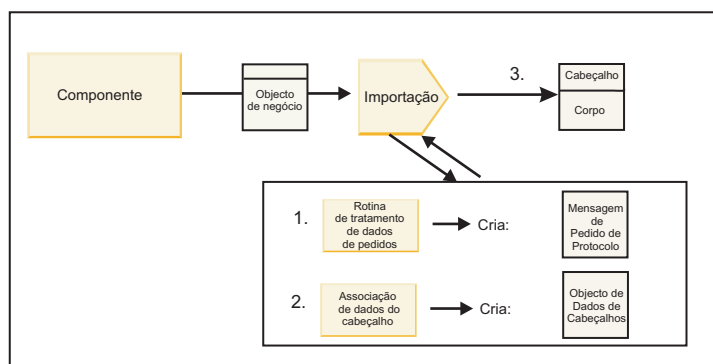 Componente
Objecto
de negócio
Importação
3.
Cabeçalho
Corpo
1.
Rotina
de tratamento
de dados
de pedidos
Cria:
Mensagem
de
Pedido de
Protocolo
2.
Associação
de dados do
cabeçalho
Cria:
Objecto de
Dados de
Cabeçalhos